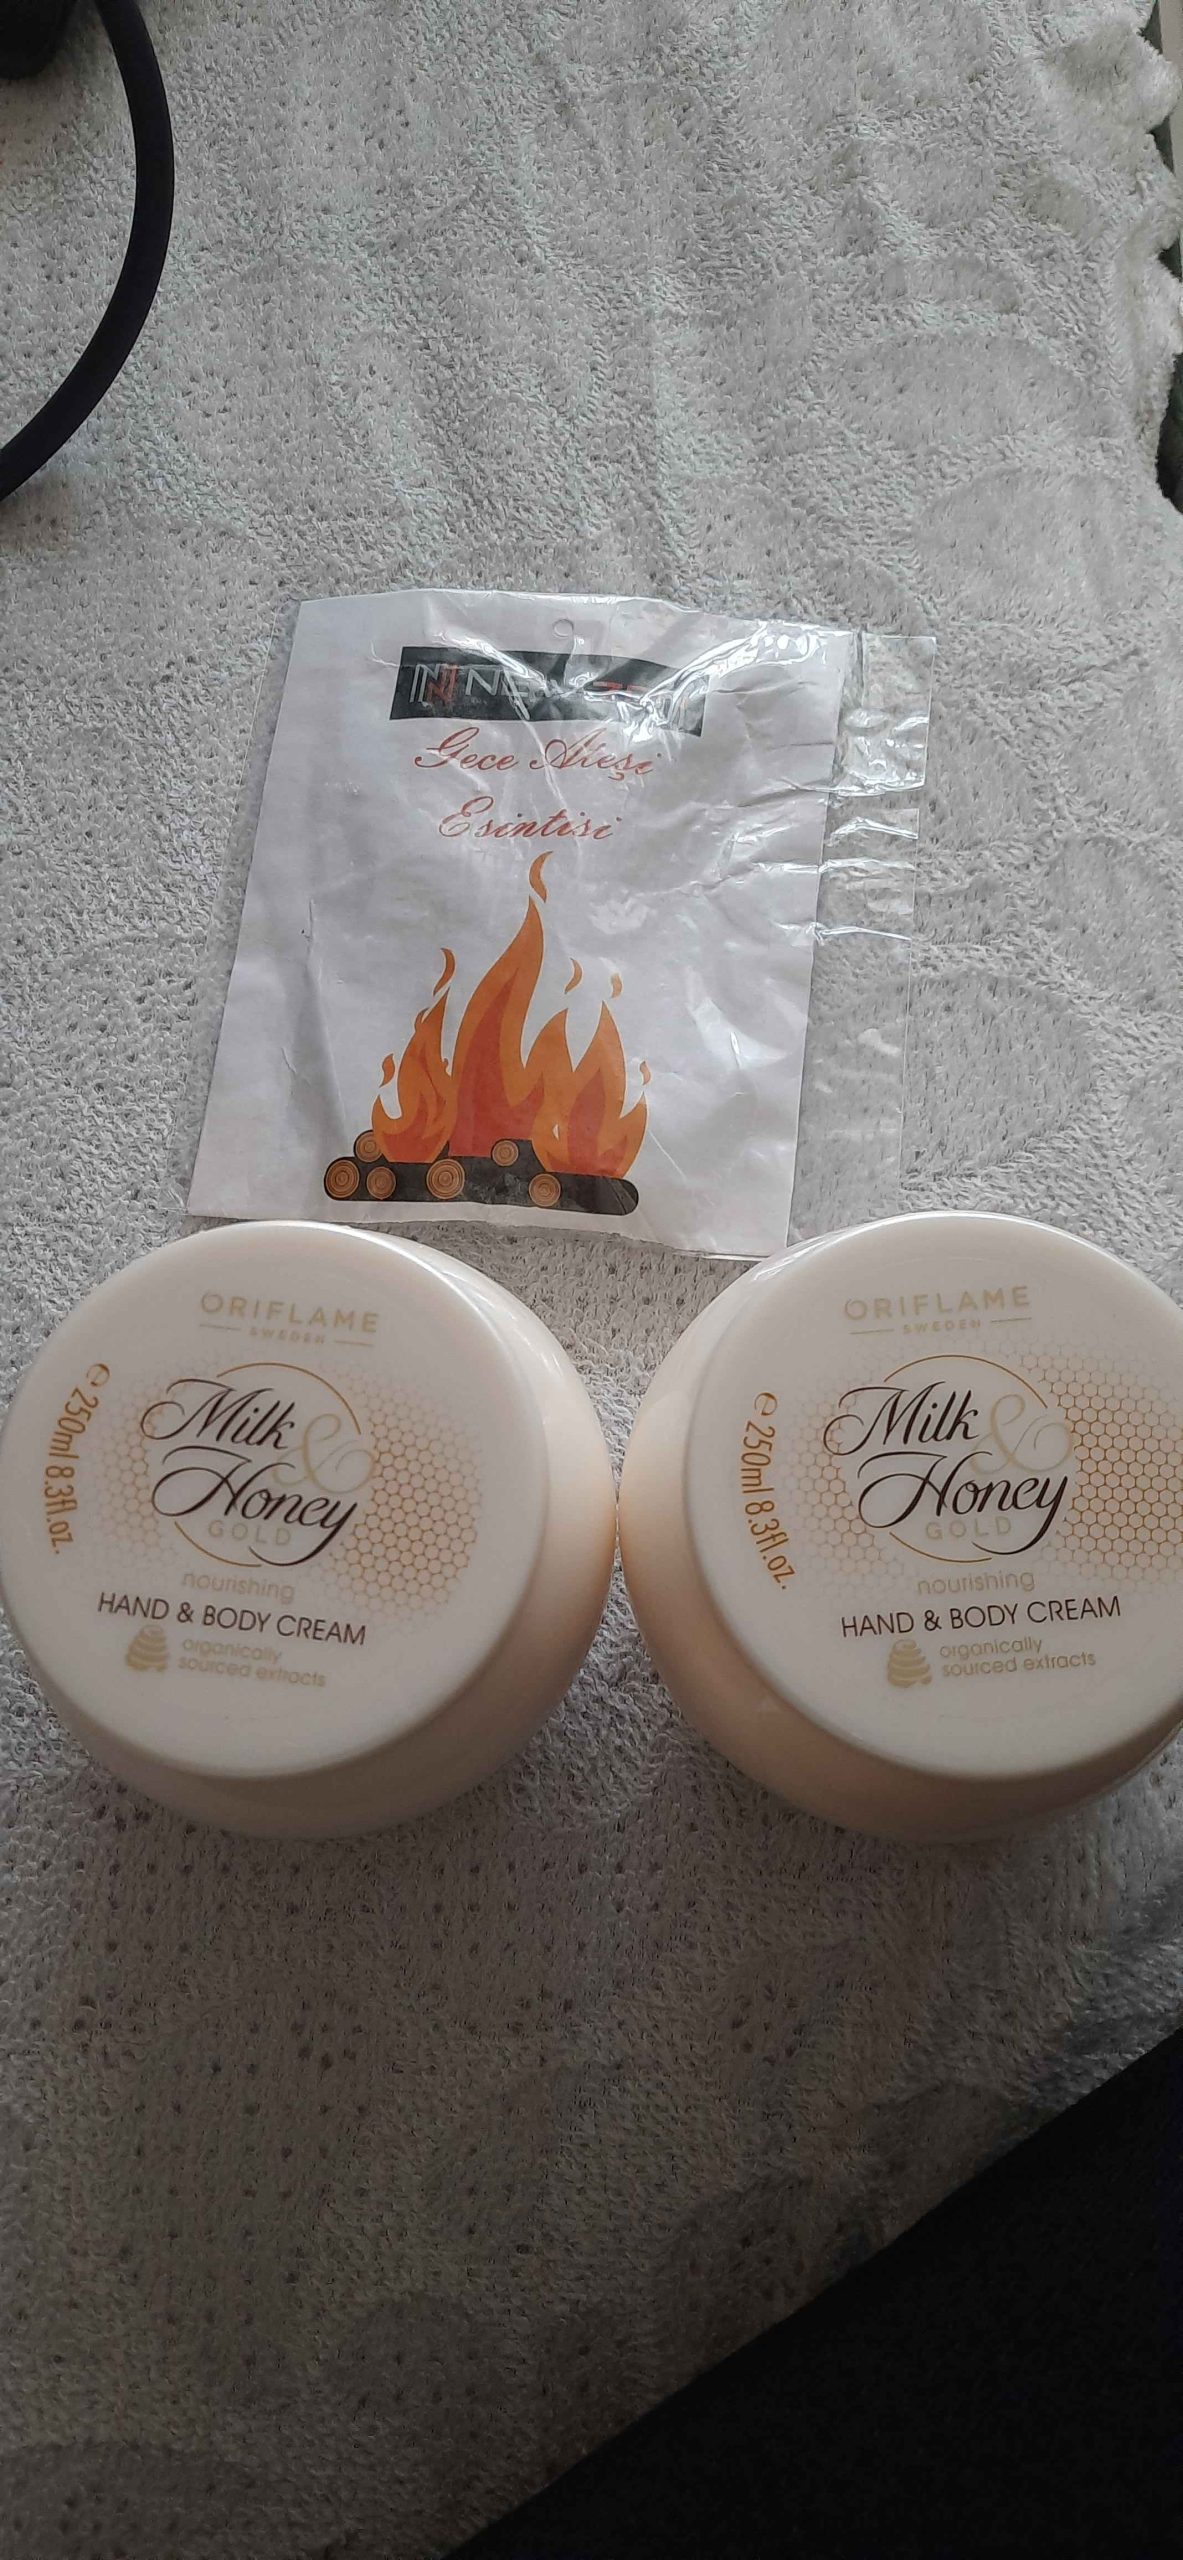 Gece Ateşi
Esintisi
ORIFLAME
SWEDEN
Milk &
Honey
GOLD
nourishing
HAND & BODY CREAM
organically
sourced extracts
e 250ml 8.3fl.oz.
ORIFLAME
SWEDEN
Milk &
Honey
GOLD
nourishing
HAND & BODY CREAM
organically
sourced extracts
e 250ml 8.3fl.oz.